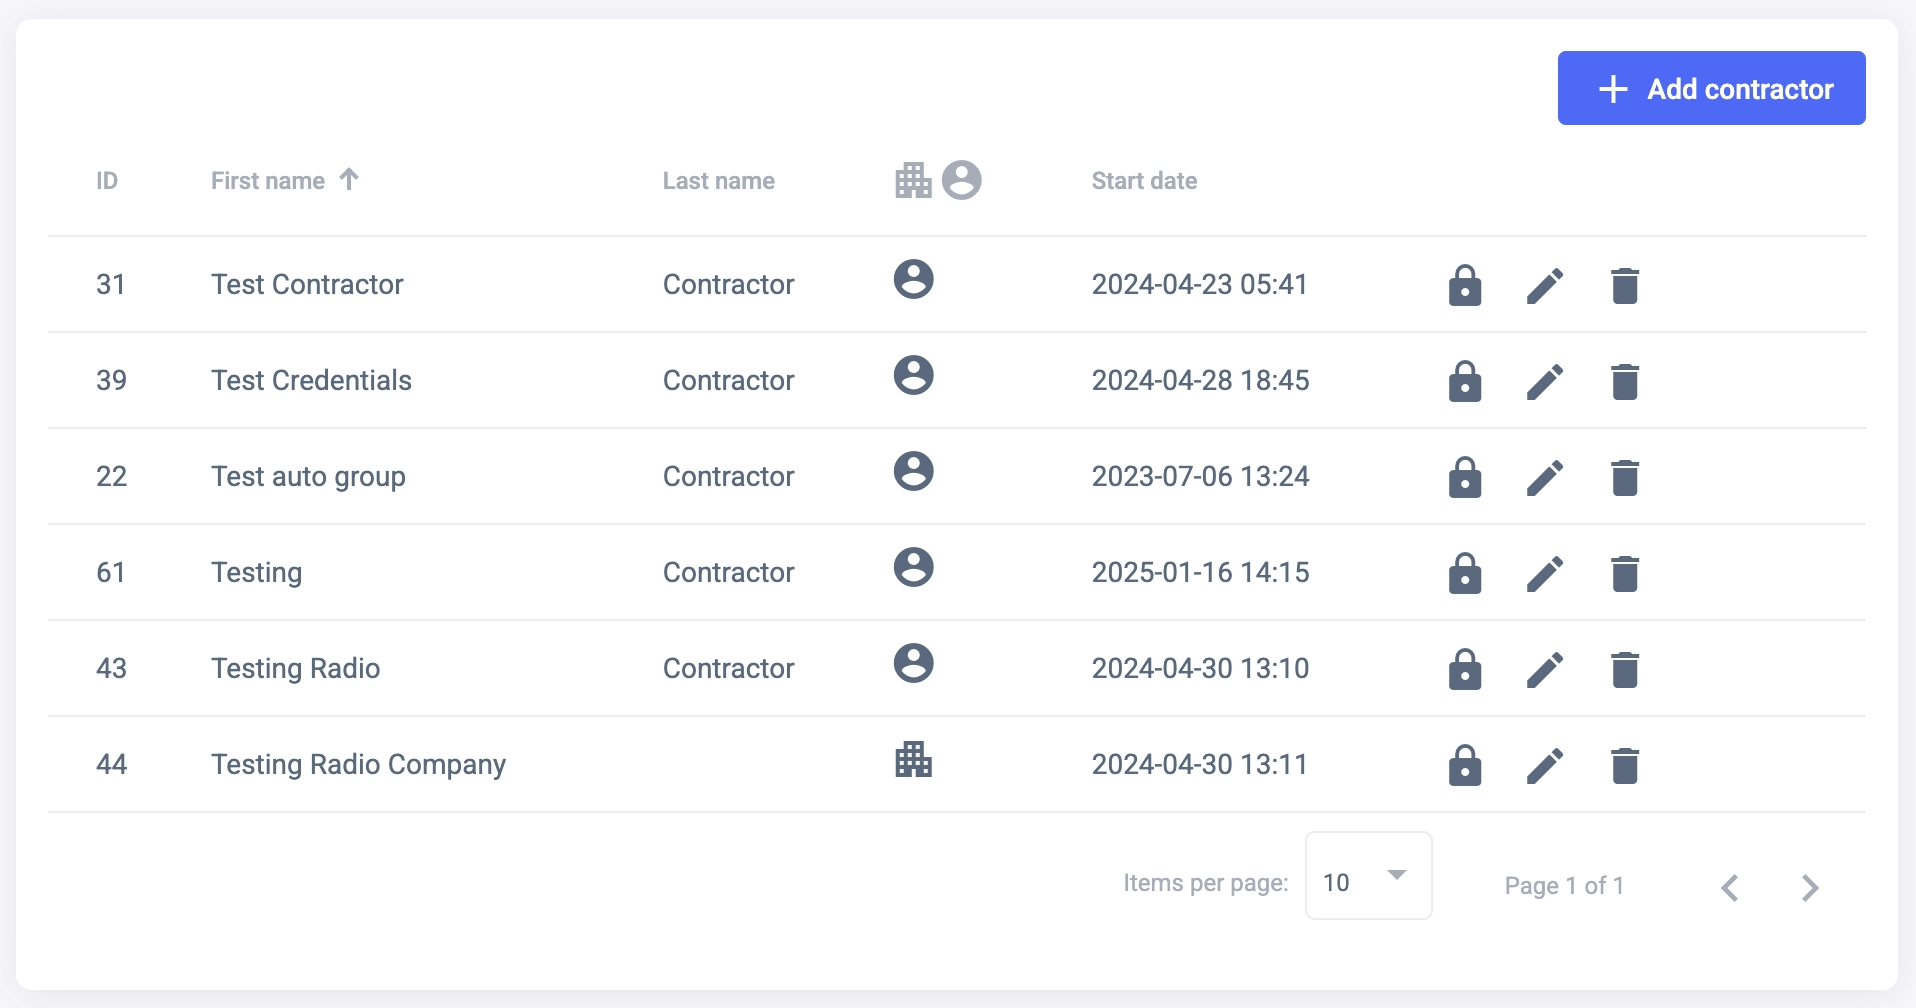 Add contractor
ID First name Last name Start date
31 Test Contractor Contractor 2024-04-23 05:41
39 Test Credentials Contractor 2024-04-28 18:45
22 Test auto group Contractor 2023-07-06 13:24
61 Testing Contractor 2025-01-16 14:15
43 Testing Radio Contractor 2024-04-30 13:10
44 Testing Radio Company 2024-04-30 13:11
Items per page: 10 Page 1 of 1